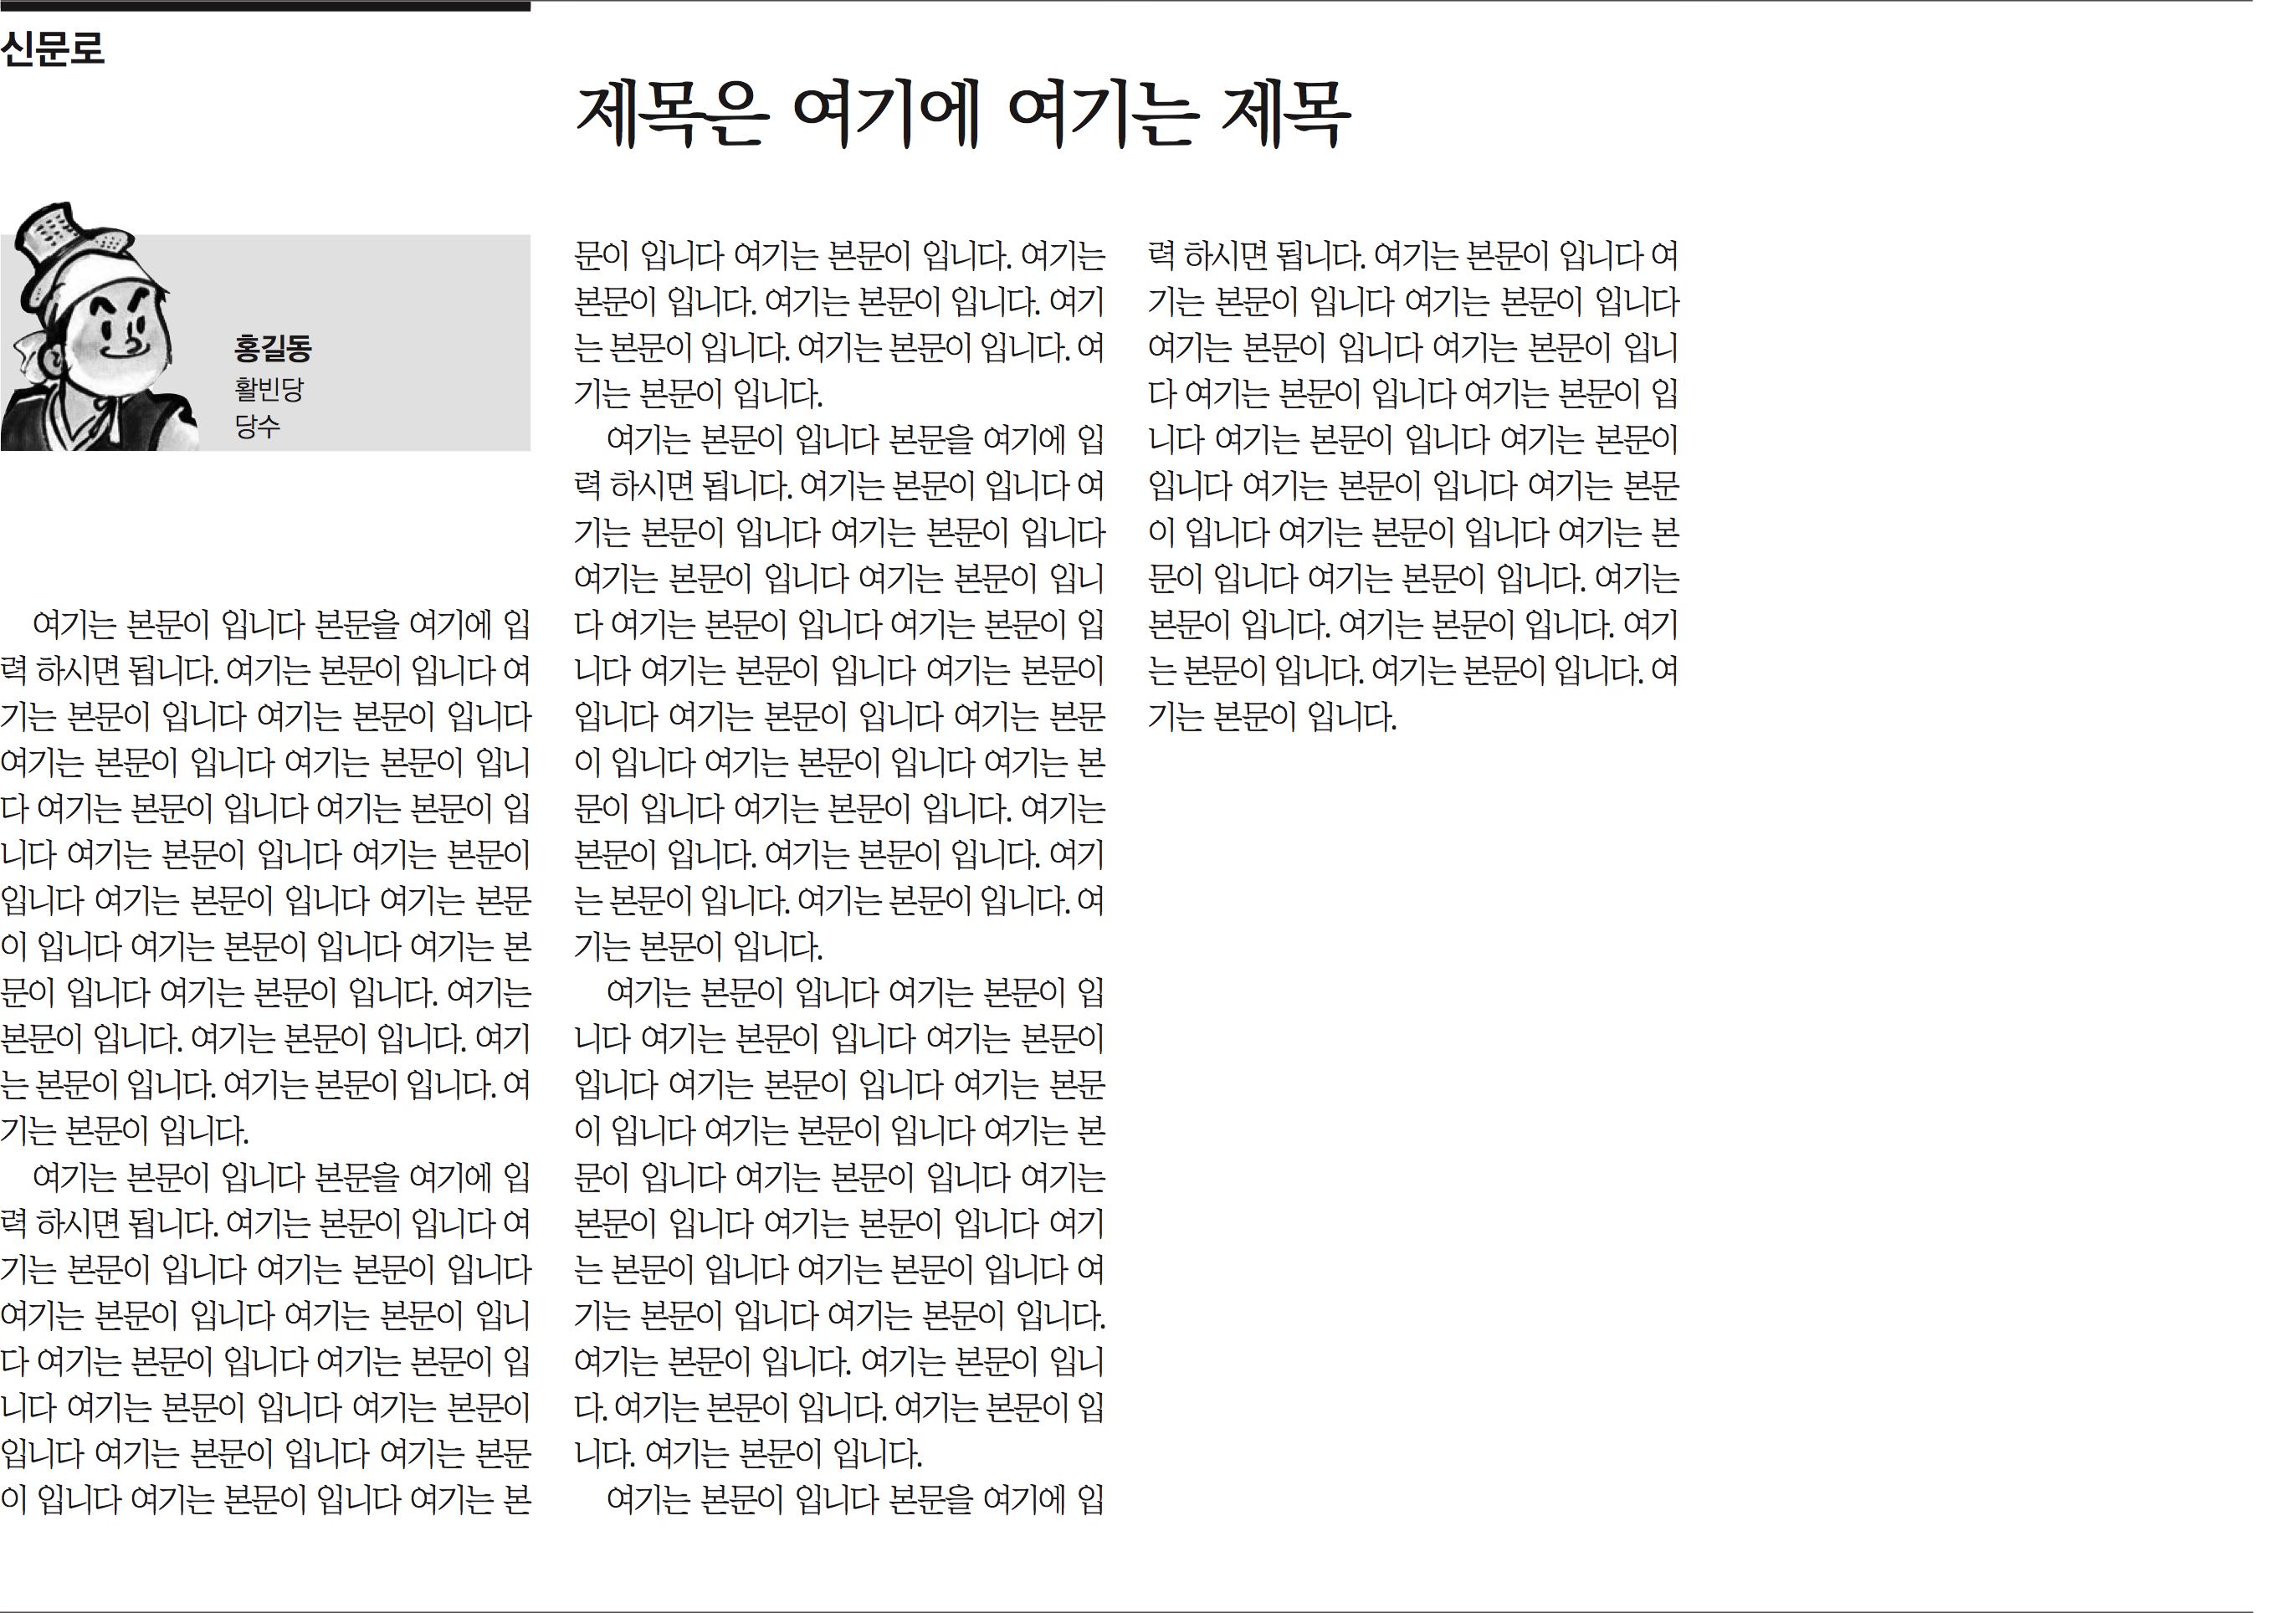 신문로
제목은 여기에 여기는 제목
홍길동
활빈당
당수
여기는 본문이 입니다 본문을 여기에 입
력 하시면 됩니다. 여기는 본문이 입니다 여
기는 본문이 입니다 여기는 본문이 입니다
여기는 본문이 입니다 여기는 본문이 입니
다 여기는 본문이 입니다 여기는 본문이 입
니다 여기는 본문이 입니다 여기는 본문이
입니다 여기는 본문이 입니다 여기는 본문
이 입니다 여기는 본문이 입니다 여기는 본
문이 입니다 여기는 본문이 입니다. 여기는
본문이 입니다. 여기는 본문이 입니다. 여기
는 본문이 입니다. 여기는 본문이 입니다. 여
기는 본문이 입니다.
여기는 본문이 입니다 본문을 여기에 입
력 하시면 됩니다. 여기는 본문이 입니다 여
기는 본문이 입니다 여기는 본문이 입니다
여기는 본문이 입니다 여기는 본문이 입니
다 여기는 본문이 입니다 여기는 본문이 입
니다 여기는 본문이 입니다 여기는 본문이
입니다 여기는 본문이 입니다 여기는 본문
이 입니다 여기는 본문이 입니다 여기는 본
문이 입니다 여기는 본문이 입니다. 여기는
본문이 입니다. 여기는 본문이 입니다. 여기
는 본문이 입니다. 여기는 본문이 입니다. 여
기는 본문이 입니다.
여기는 본문이 입니다 본문을 여기에 입
력 하시면 됩니다. 여기는 본문이 입니다 여
기는 본문이 입니다 여기는 본문이 입니다
여기는 본문이 입니다 여기는 본문이 입니
다 여기는 본문이 입니다 여기는 본문이 입
니다 여기는 본문이 입니다 여기는 본문이
입니다 여기는 본문이 입니다 여기는 본문
이 입니다 여기는 본문이 입니다 여기는 본
문이 입니다 여기는 본문이 입니다. 여기는
본문이 입니다. 여기는 본문이 입니다. 여기
는 본문이 입니다. 여기는 본문이 입니다. 여
기는 본문이 입니다.
여기는 본문이 입니다 여기는 본문이 입
니다 여기는 본문이 입니다 여기는 본문이
입니다 여기는 본문이 입니다 여기는 본문
이 입니다 여기는 본문이 입니다 여기는 본
문이 입니다 여기는 본문이 입니다 여기는
본문이 입니다 여기는 본문이 입니다 여기
는 본문이 입니다 여기는 본문이 입니다 여
기는 본문이 입니다 여기는 본문이 입니다.
여기는 본문이 입니다. 여기는 본문이 입니
다. 여기는 본문이 입니다. 여기는 본문이 입
니다. 여기는 본문이 입니다.
여기는 본문이 입니다 본문을 여기에 입
력 하시면 됩니다. 여기는 본문이 입니다 여
기는 본문이 입니다 여기는 본문이 입니다
여기는 본문이 입니다 여기는 본문이 입니
다 여기는 본문이 입니다 여기는 본문이 입
니다 여기는 본문이 입니다 여기는 본문이
입니다 여기는 본문이 입니다 여기는 본문
이 입니다 여기는 본문이 입니다 여기는 본
문이 입니다 여기는 본문이 입니다. 여기는
본문이 입니다. 여기는 본문이 입니다. 여기
는 본문이 입니다. 여기는 본문이 입니다. 여
기는 본문이 입니다.